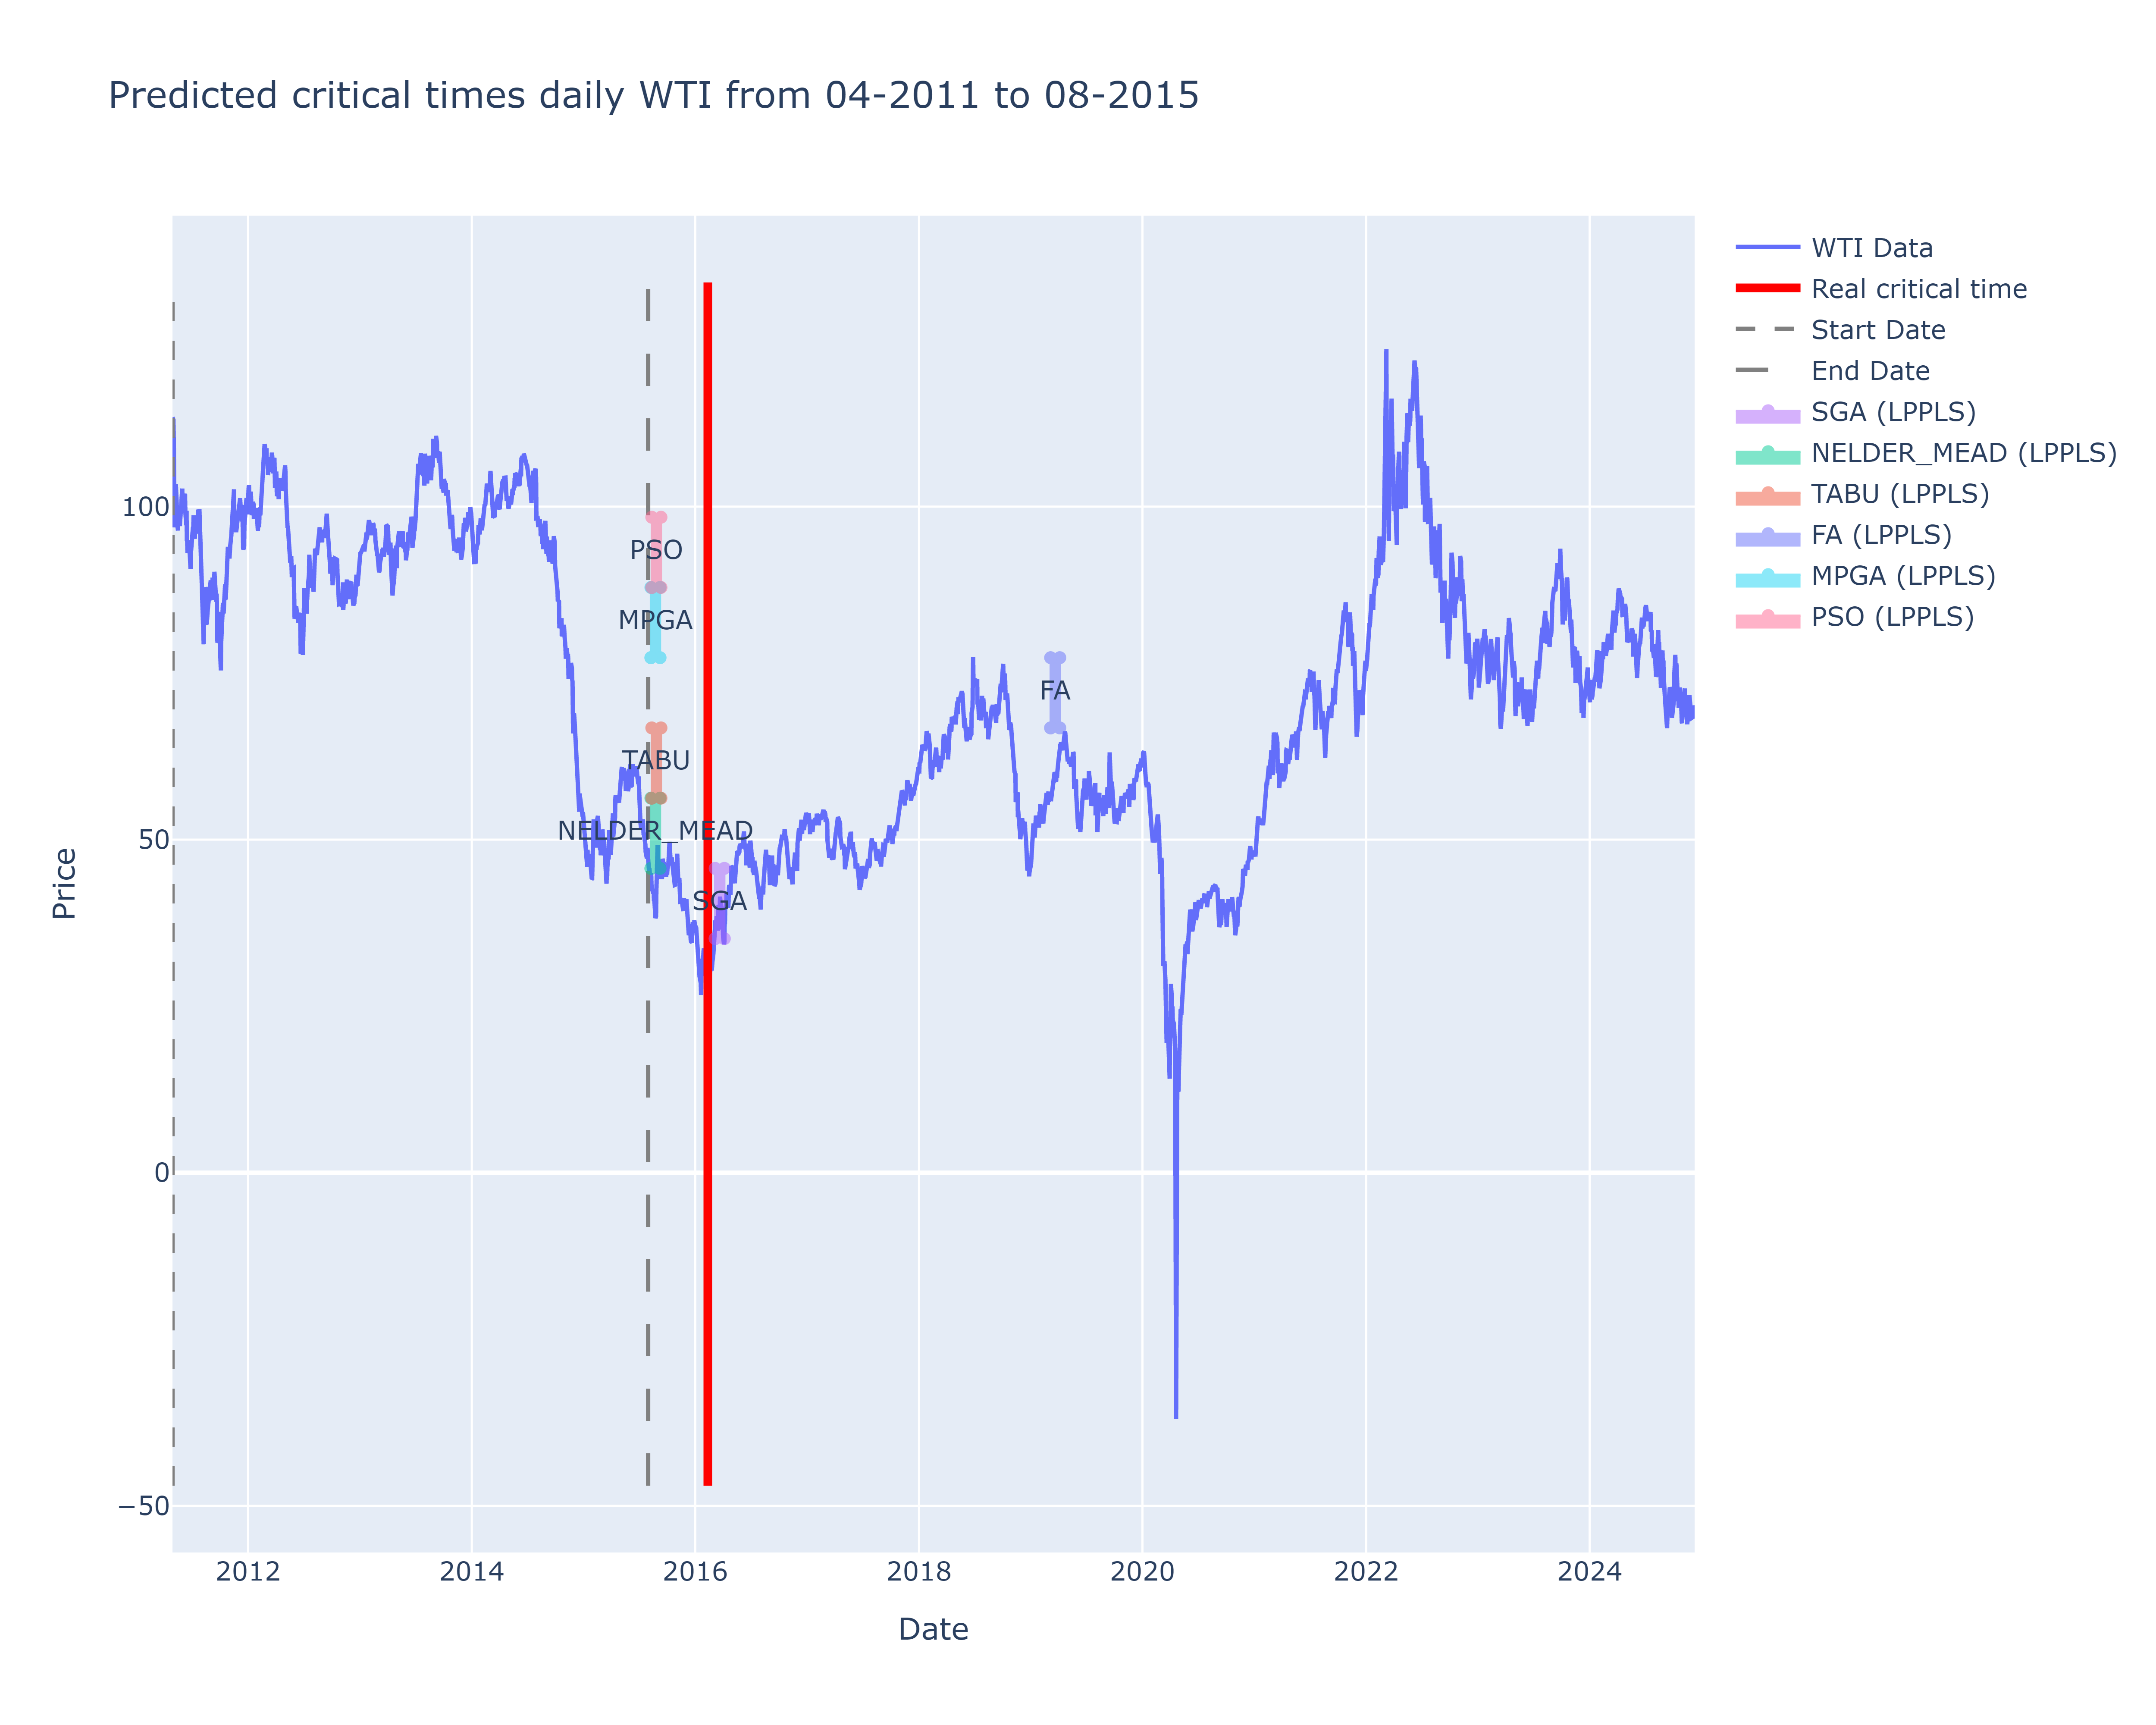 Predicted critical times daily WTI from 04-2011 to 08-2015
WTI Data
Real critical time
Start Date
End Date
SGA (LPPLS)
NELDER_MEAD (LPPLS)
TABU (LPPLS)
FA (LPPLS)
MPGA (LPPLS)
PSO (LPPLS)
100
50
0
−50
Price
PSO
MPGA
FA
TABU
NELDER_MEAD
SGA
2012
2014
2016
2018
2020
2022
2024
Date